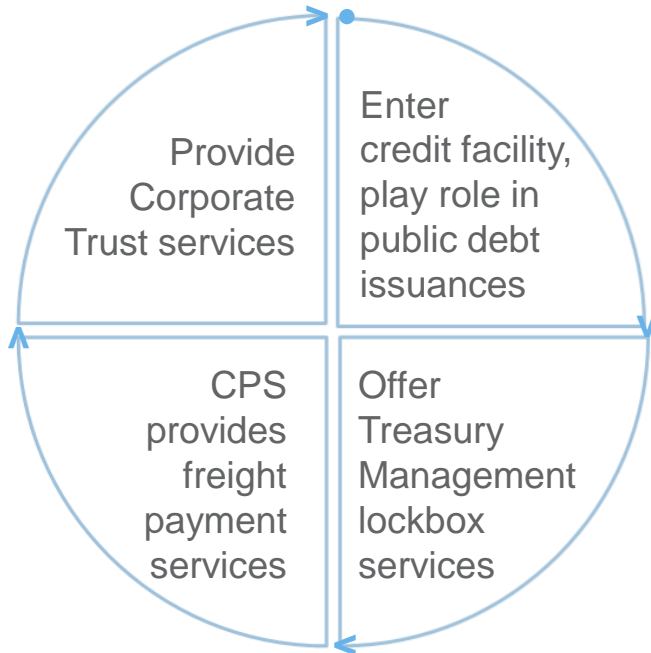 Enter
credit facility,
play role in
public debt
issuances
Offer
Treasury
Management
lockbox
services
CPS
provides
freight
payment
services
Provide
Corporate
Trust services